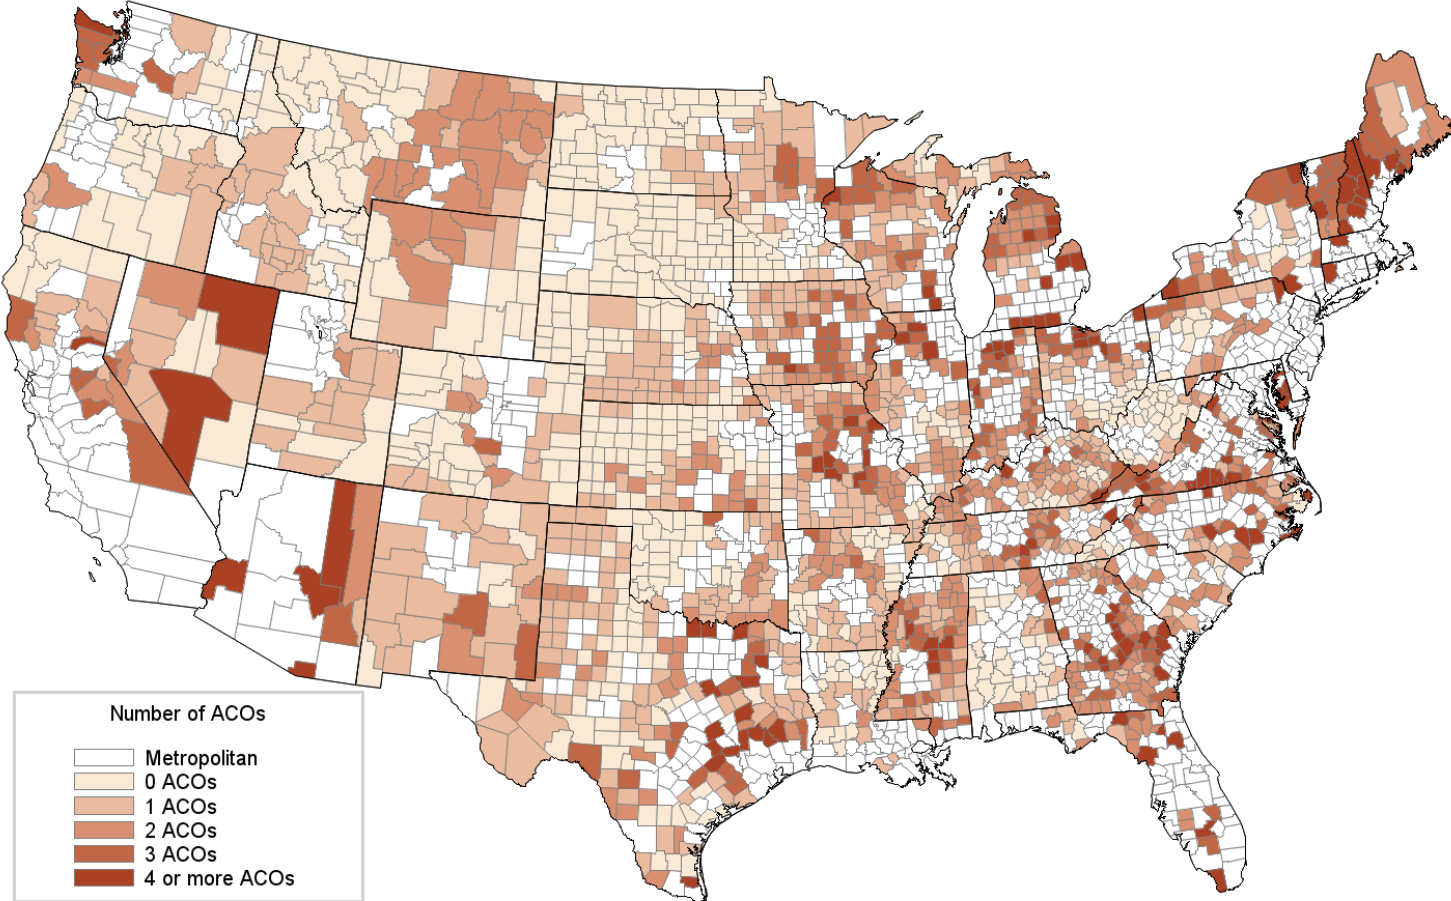 Number of ACOs
Metropolitan
0 ACOs
1 ACOs
2 ACOs
3 ACOs
4 or more ACOs